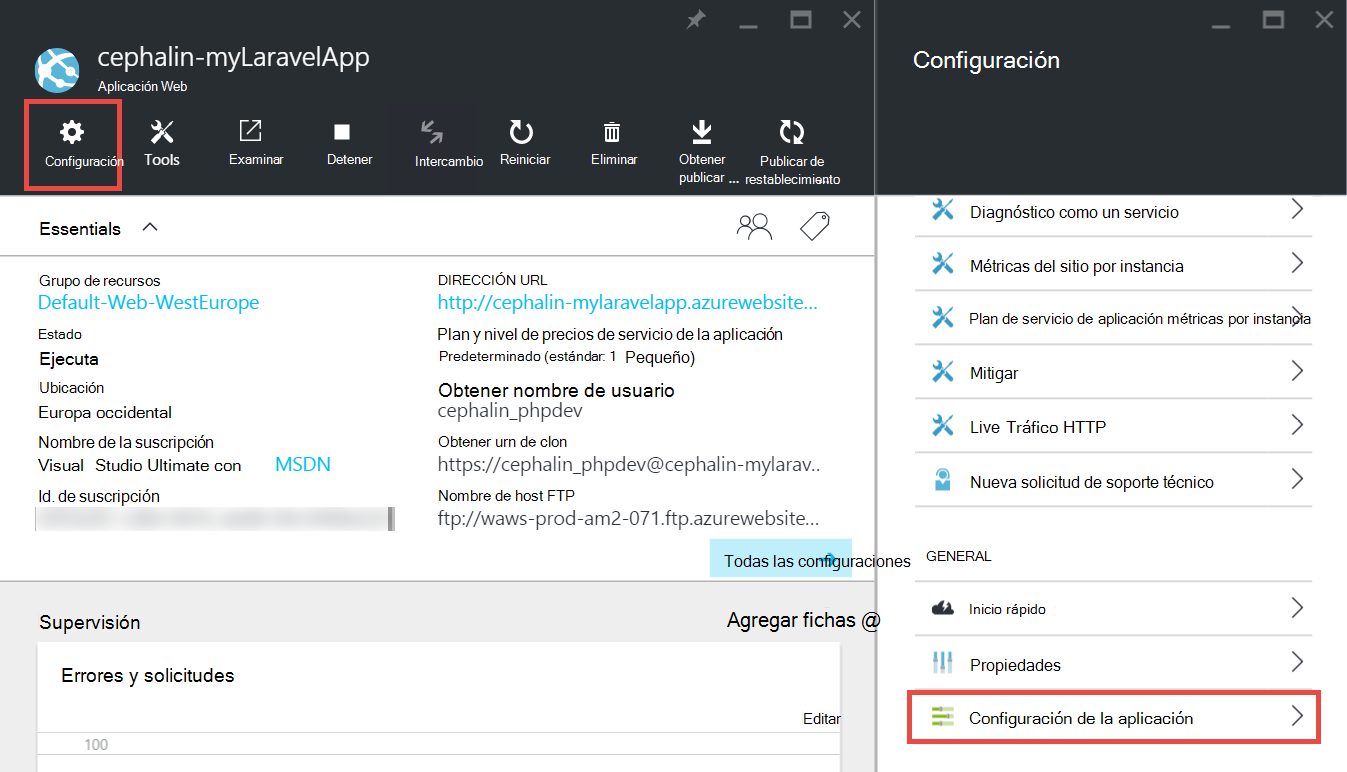 cephalin-myLaravelApp
Aplicación Web
Configuración
Tools
Examinar
Detener
Intercambio
Reiniciar
Eliminar
Obtener
publicar ...
Publicar de
restablecimiento
Essentials
Grupo de recursos
Default-Web-WestEurope
Estado
Ejecuta
Ubicación
Europa occidental
Nombre de la suscripción
Visual Studio Ultimate con MSDN
Id. de suscripción
DIRECCIÓN URL
http://cephalin-mylaravelapp.azurewebsite...
Plan y nivel de precios de servicio de la aplicación
Predeterminado (estándar: 1 Pequeño)
Obtener nombre de usuario
cephalin_phpdev
Obtener urn de clon
https://cephalin_phpdev@cephalin-mylarav..
Nombre de host FTP
ftp://waws-prod-am2-071.ftp.azurewebsite...
Todas las configuraciones
Supervisión
Agregar fichas @
Errores y solicitudes
Editar
100
Configuración
Diagnóstico como un servicio
Métricas del sitio por instancia
Plan de servicio de aplicación métricas por instancia
Mitigar
Live Tráfico HTTP
Nueva solicitud de soporte técnico
GENERAL
Inicio rápido
Propiedades
Configuración de la aplicación